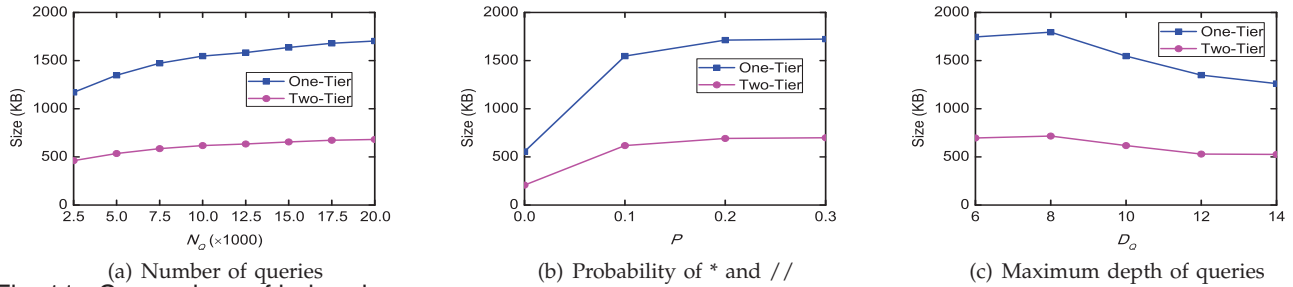 2000
1500
1000
500
0
Size (KB)
One-Tier
Two-Tier
2.5 5.0 7.5 10.0 12.5 15.0 17.5 20.0
N_Q (×1000)
(a) Number of queries
2000
1500
1000
500
0
Size (KB)
One-Tier
Two-Tier
0.0 0.1 0.2 0.3
P
(b) Probability of * and //
2000
1500
1000
500
0
Size (KB)
One-Tier
Two-Tier
6 8 10 12 14
D_Q
(c) Maximum depth of queries